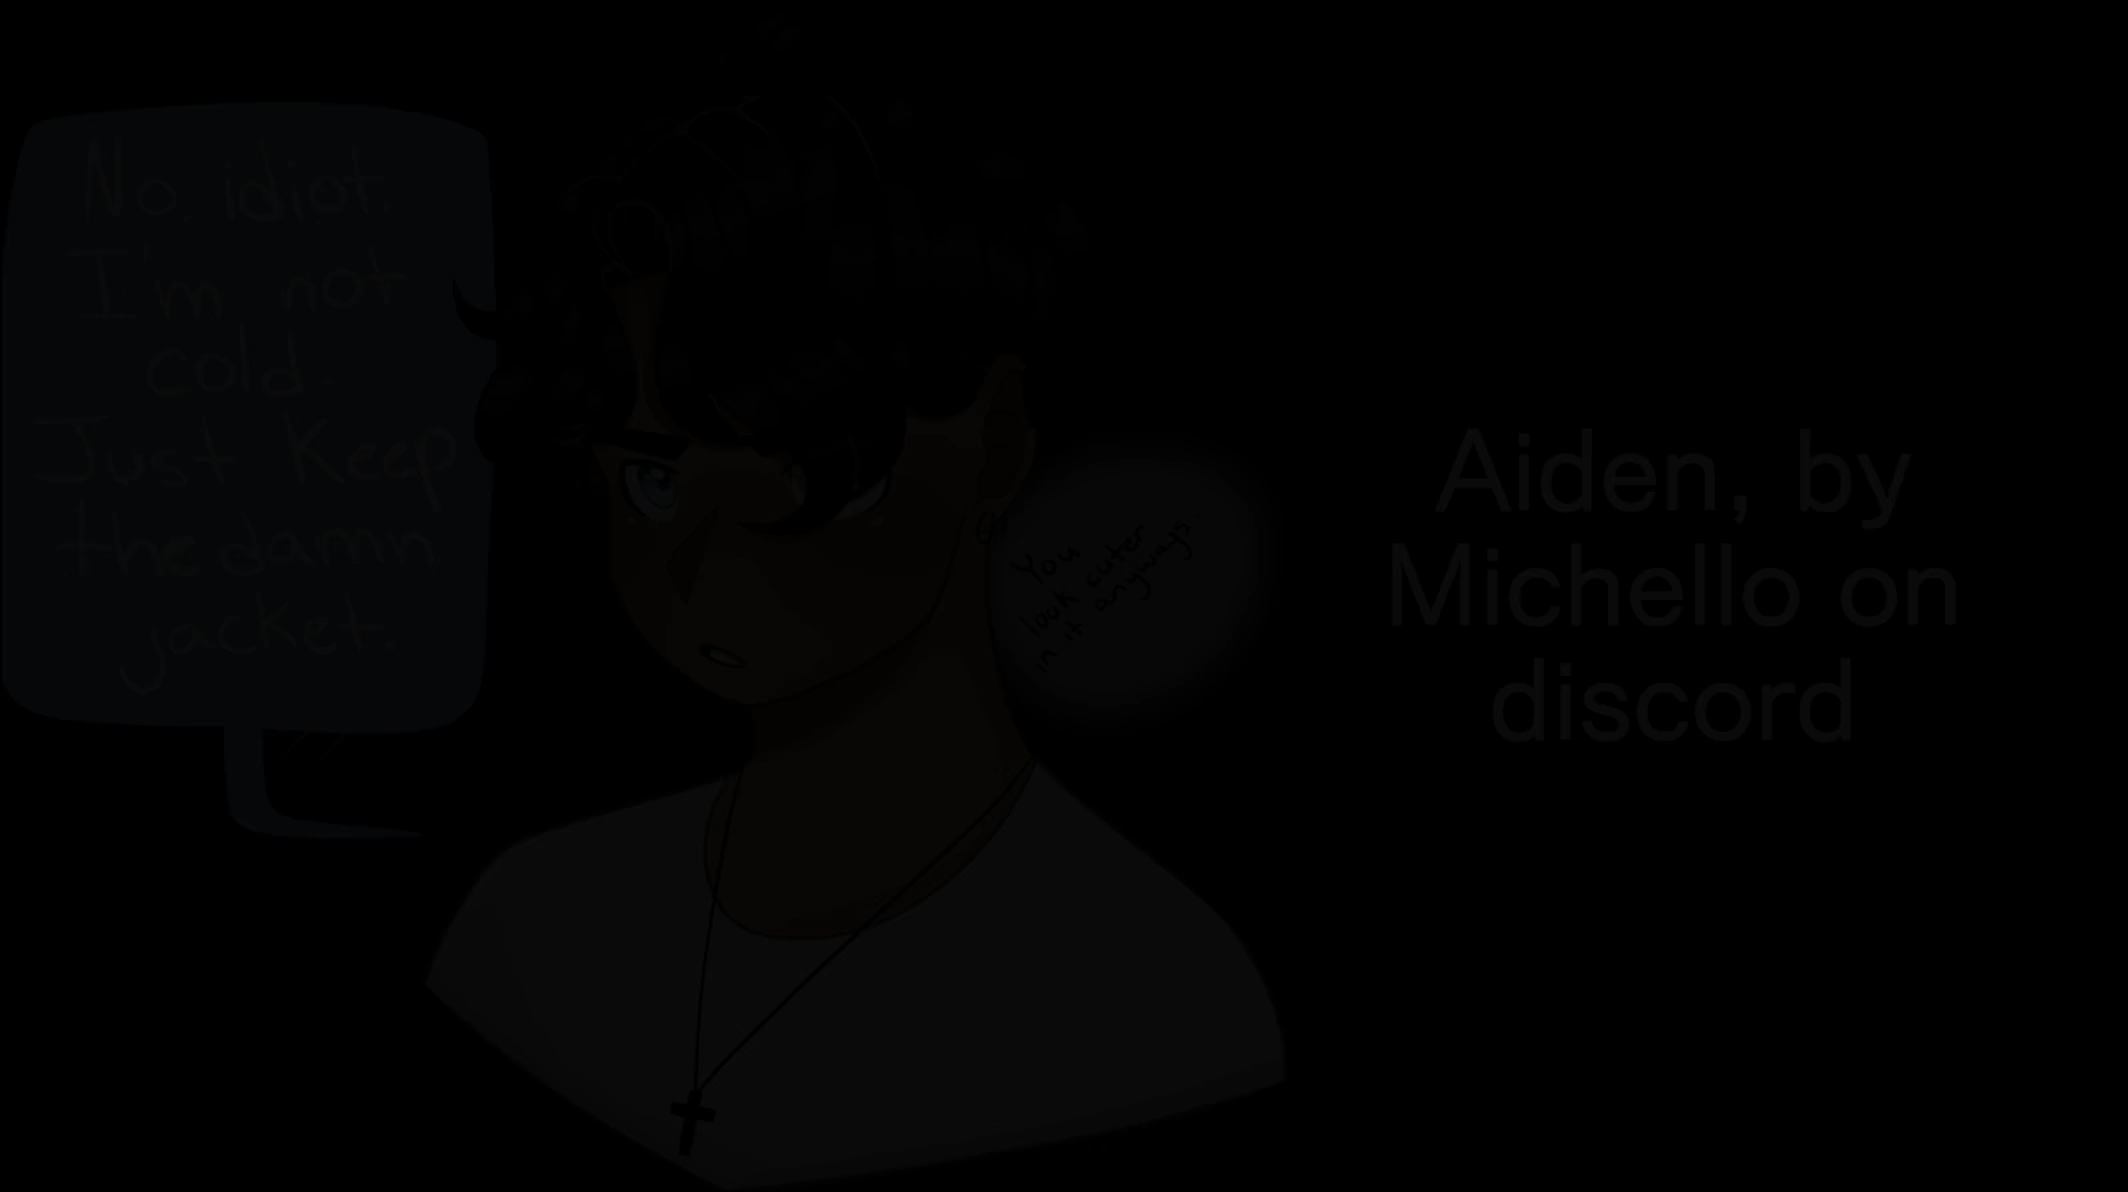 No, idiot.
I'm not
cold.
Just Keep
the damn
jacket.
You
look cuter
in it anyways
Aiden, by
Michello on
discord